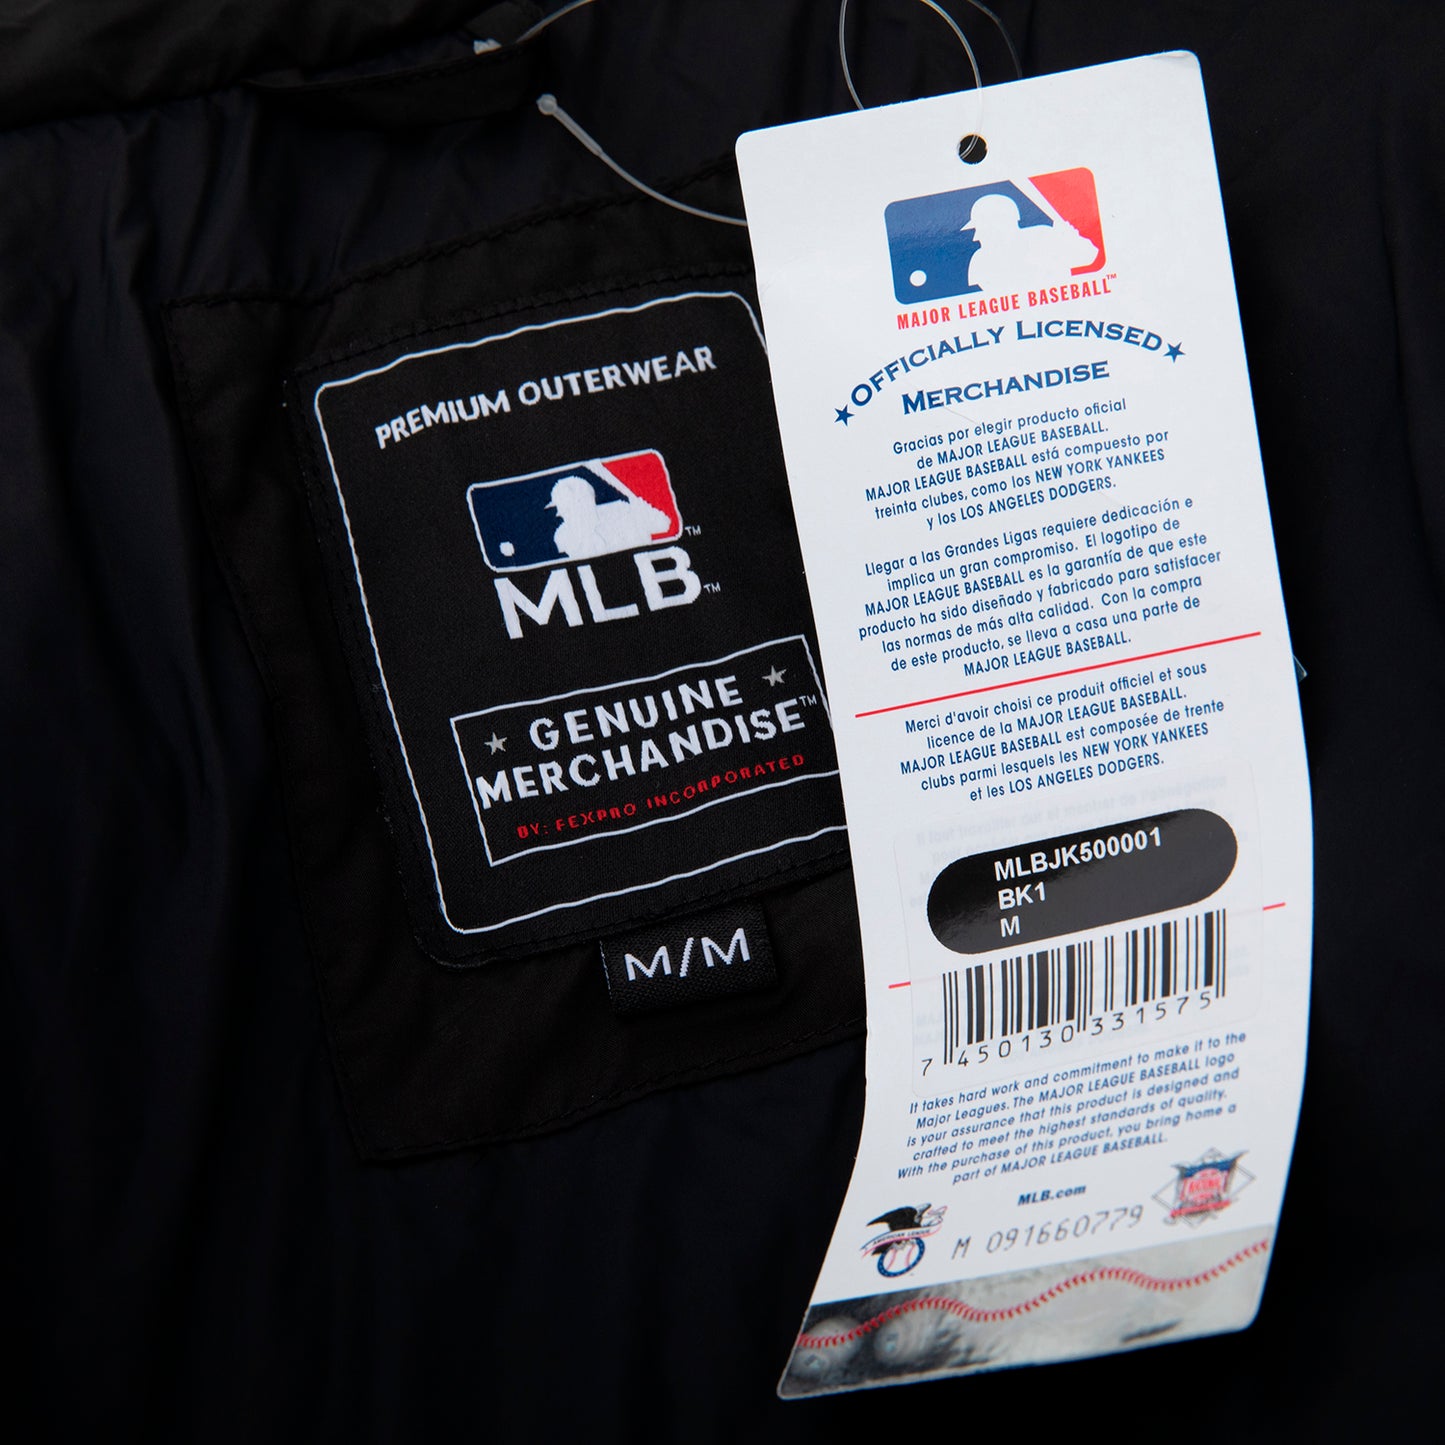 PREMIUM OUTERWEAR
MLB™
★ GENUINE ★
MERCHANDISE™
BY: FEXPRO INCORPORATED
M/M
MAJOR LEAGUE BASEBALL™
★ OFFICIALLY LICENSED ★
MERCHANDISE
Gracias por elegir producto oficial
de MAJOR LEAGUE BASEBALL.
MAJOR LEAGUE BASEBALL está compuesto por
treinta clubes, como los NEW YORK YANKEES
y los LOS ANGELES DODGERS.
Llegar a las Grandes Ligas requiere dedicación e
implica un gran compromiso. El logotipo de
MAJOR LEAGUE BASEBALL es la garantía de que este
producto ha sido diseñado y fabricado para satisfacer
las normas de más alta calidad. Con la compra
de este producto, se lleva a casa una parte de
MAJOR LEAGUE BASEBALL.
Merci d'avoir choisi ce produit officiel et sous
licence de la MAJOR LEAGUE BASEBALL.
MAJOR LEAGUE BASEBALL est composée de trente
clubs parmi lesquels les NEW YORK YANKEES
et les LOS ANGELES DODGERS.
MLBJK500001
BK1
M
7 450130 331575
It takes hard work and commitment to make it to the
Major Leagues. The MAJOR LEAGUE BASEBALL logo
is your assurance that this product is designed and
crafted to meet the highest standards of quality.
With the purchase of this product, you bring home a
part of MAJOR LEAGUE BASEBALL.
MLB.com
AMERICAN LEAGUE
M 091660779